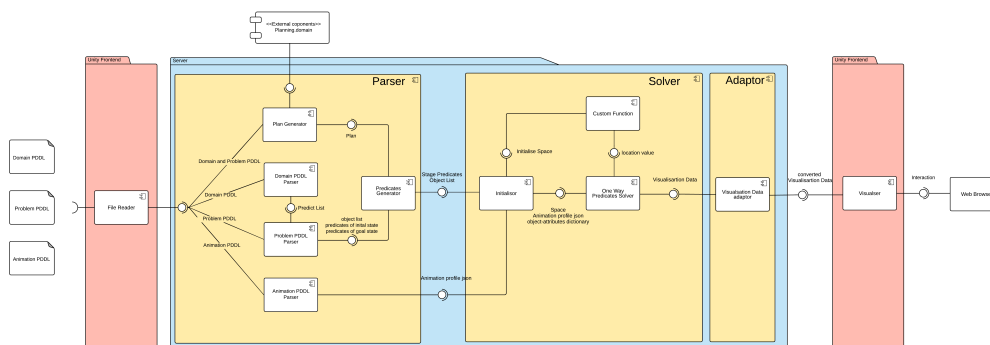 <<External coponents>>
Planning.domain
Unity Frontend
Server
Unity Frontend
Parser
Solver
Adaptor
Plan Generator
Custom Function
Plan
Initialise Space
location value
Domain PDDL
Domain and Problem PDDL
Domain PDDL
Parser
Stage Predicates
Object List
Visualisartion Data
converted
Visualisartion Data
Interaction
Domain PDDL
Predicates
Generator
Initialisor
One Way
Predicates Solver
Visualisation Data
adaptor
Visualiser
Web Browse
Problem PDDL
File Reader
Predict List
Problem PDDL
object list
predicates of inital state
predicates of goal state
Space
Animation profile json
object-attributes dictionary
Problem PDDL
Parser
Animation PDDL
Animation PDDL
Animation profile json
Animation PDDL
Parser